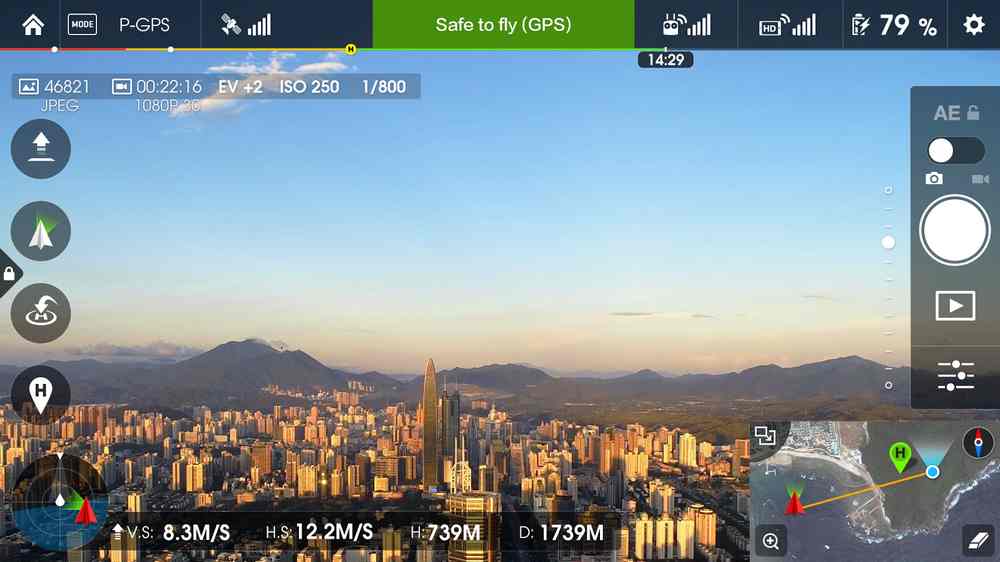 MODE P-GPS Safe to fly (GPS) HD 79 %
H
14:29
46821 00:22:16 EV +2 ISO 250 1/800
JPEG 1080P 30
AE
H
H
H
V.S: 8.3M/S H.S: 12.2M/S H: 739M D: 1739M